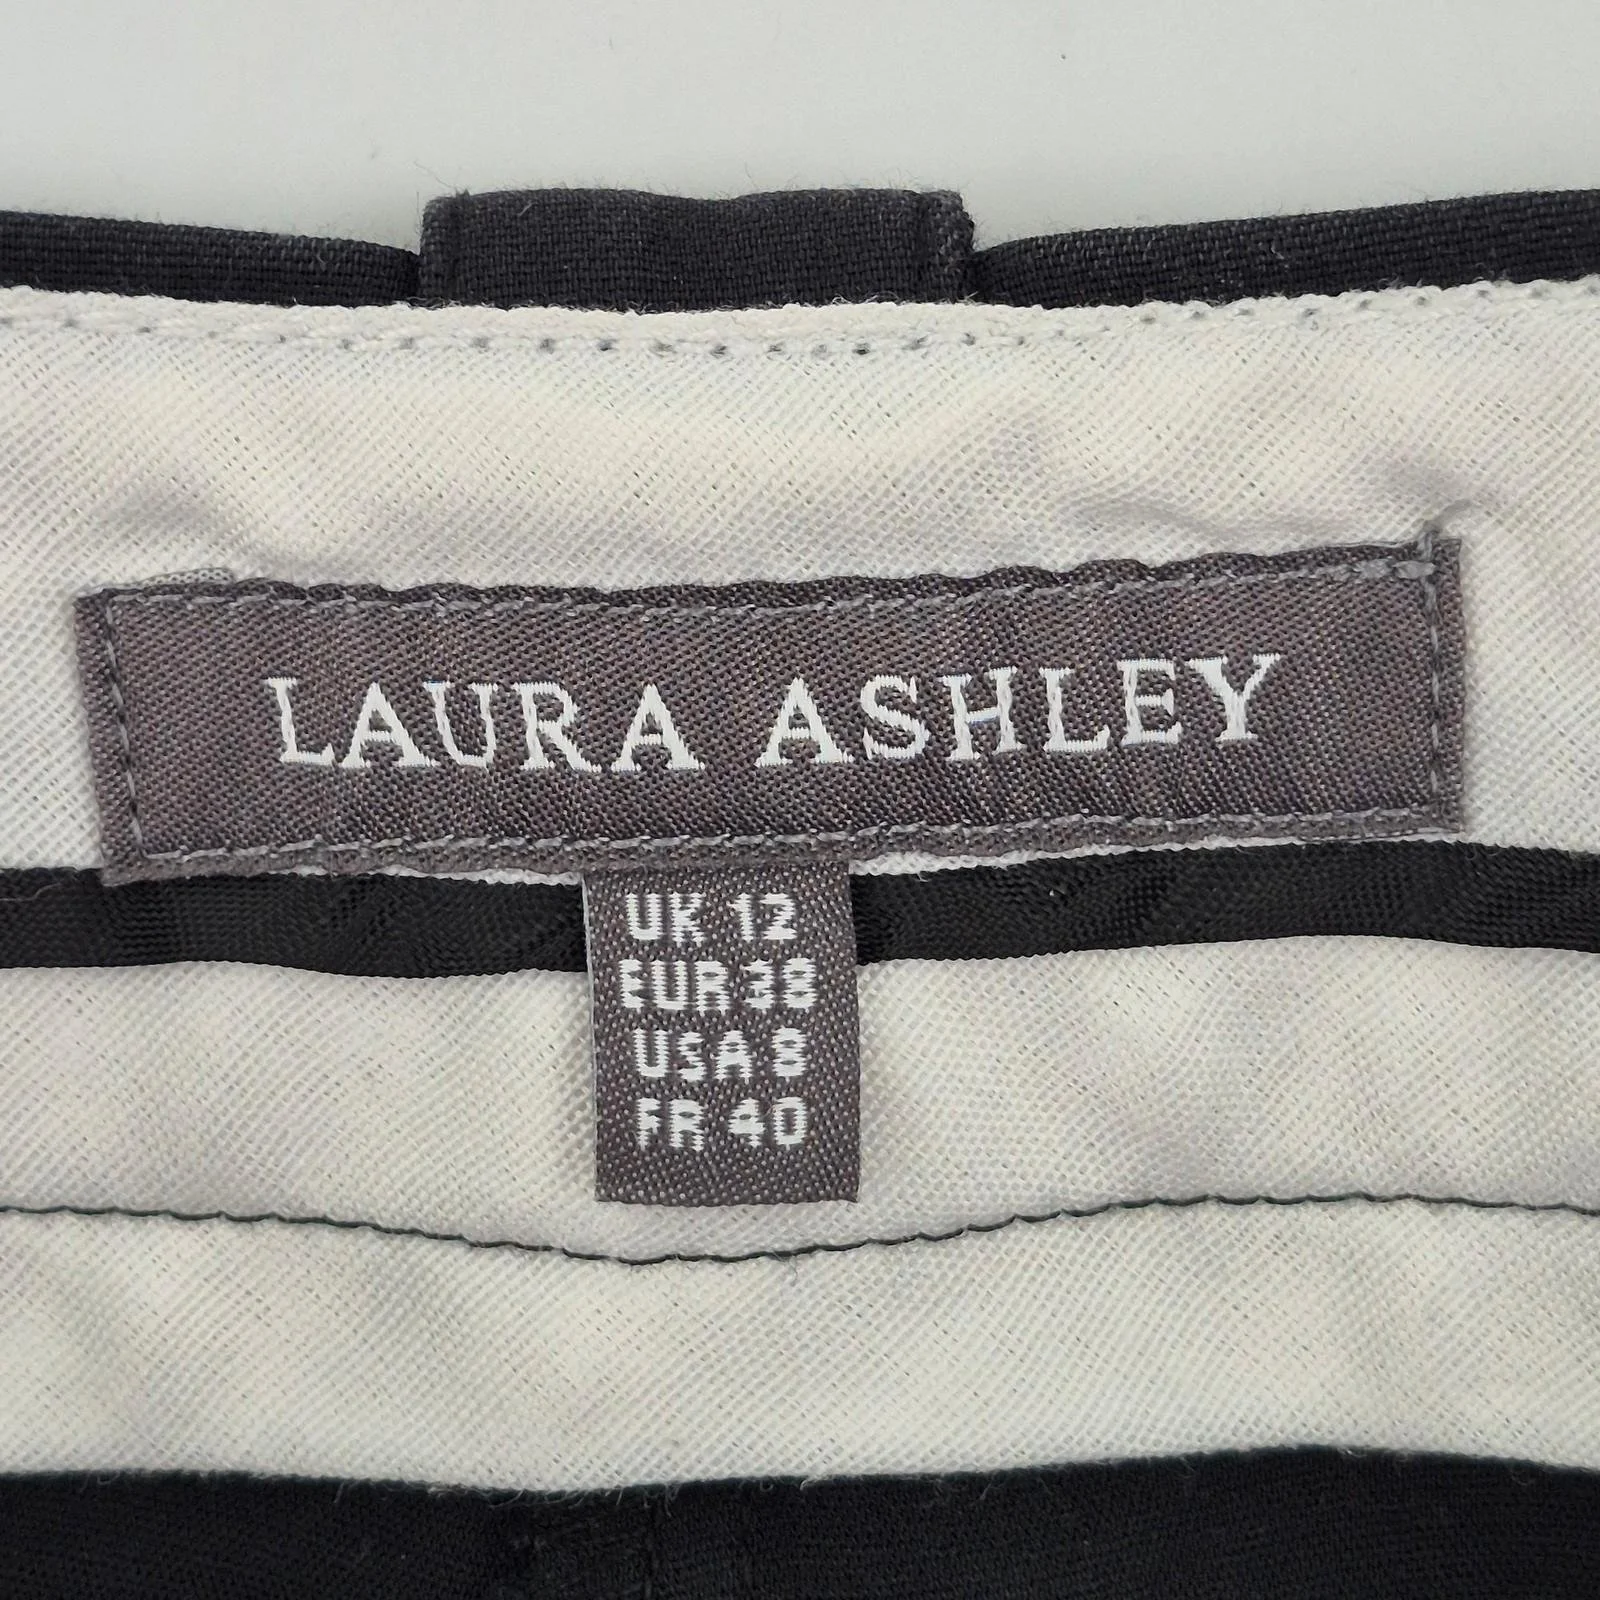 LAURA ASHLEY
UK 12
EUR 38
USA 8
FR 40